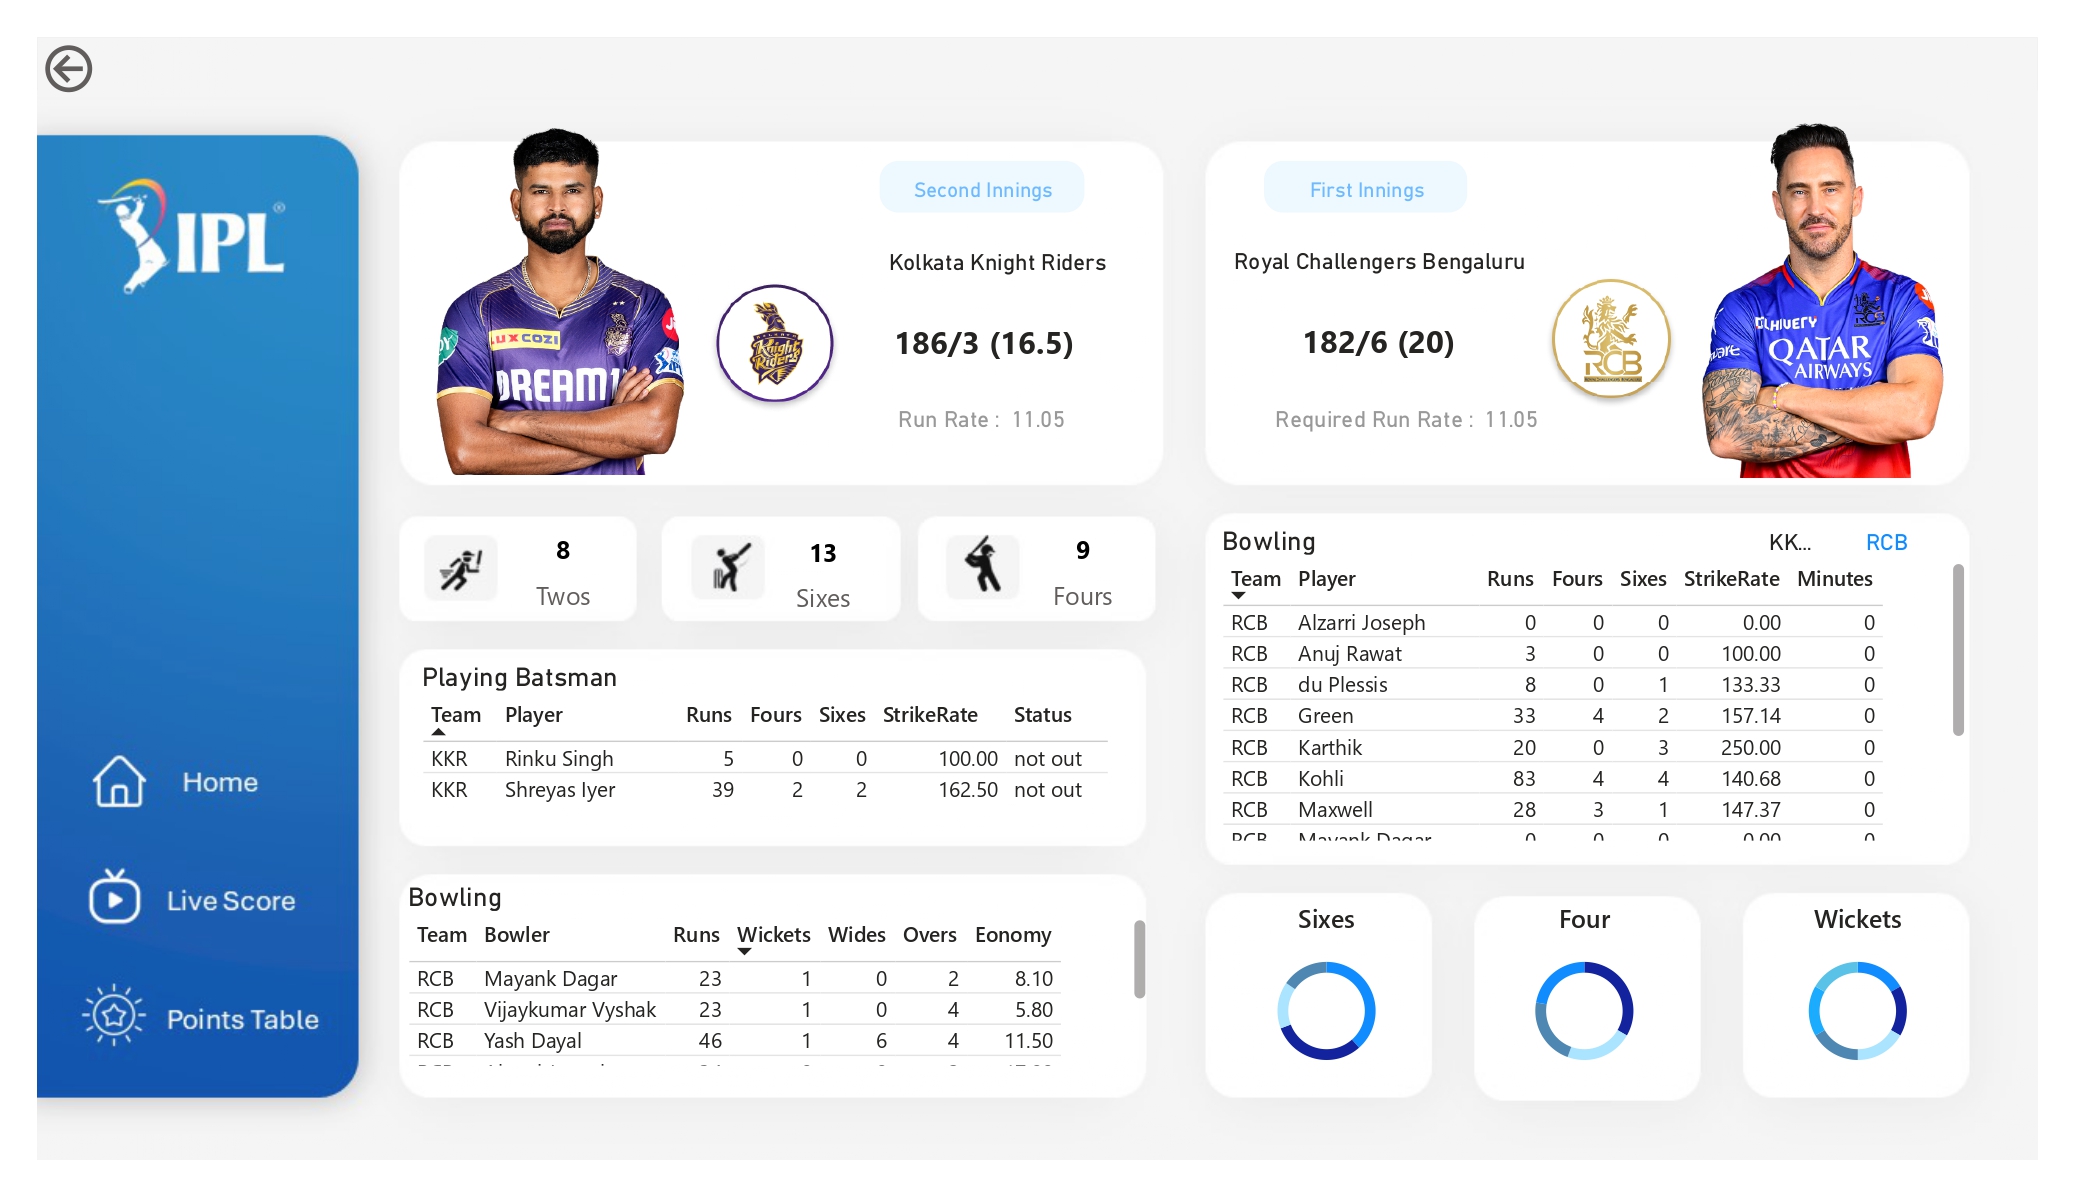 IPL
®
Home
Live Score
Points Table
Second Innings
Kolkata Knight Riders
186/3 (16.5)
Run Rate : 11.05
LUX COZI
DREAM1
Knight
Riders
First Innings
Royal Challengers Bengaluru
182/6 (20)
Required Run Rate : 11.05
RCB
QATAR
AIRWAYS
8
Twos
13
Sixes
9
Fours
Playing Batsman
Team Player Runs Fours Sixes StrikeRate Status
KKR Rinku Singh 5 0 0 100.00 not out
KKR Shreyas Iyer 39 2 2 162.50 not out
Bowling
Team Bowler Runs Wickets Wides Overs Eonomy
RCB Mayank Dagar 23 1 0 2 8.10
RCB Vijaykumar Vyshak 23 1 0 4 5.80
RCB Yash Dayal 46 1 6 4 11.50
Bowling KK... RCB
Team Player Runs Fours Sixes StrikeRate Minutes
RCB Alzarri Joseph 0 0 0 0.00 0
RCB Anuj Rawat 3 0 0 100.00 0
RCB du Plessis 8 0 1 133.33 0
RCB Green 33 4 2 157.14 0
RCB Karthik 20 0 3 250.00 0
RCB Kohli 83 4 4 140.68 0
RCB Maxwell 28 3 1 147.37 0
RCB Mayank Dagar 0 0 0 0.00 0
Sixes
Four
Wickets